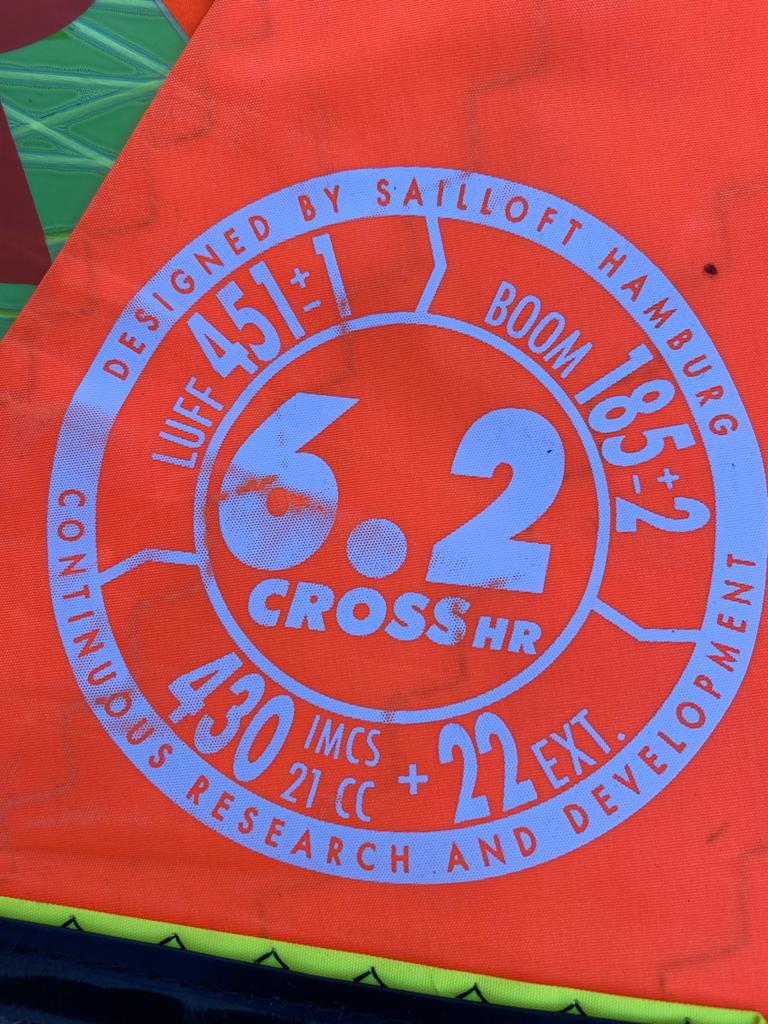 DESIGNED BY SAILLOFT HAMBURG
LUFF 451±1
BOOM 185±2
6.2
CROSS HR
430 IMCS
21 CC
+ 22 EXT.
CONTINUOUS RESEARCH AND DEVELOPMENT